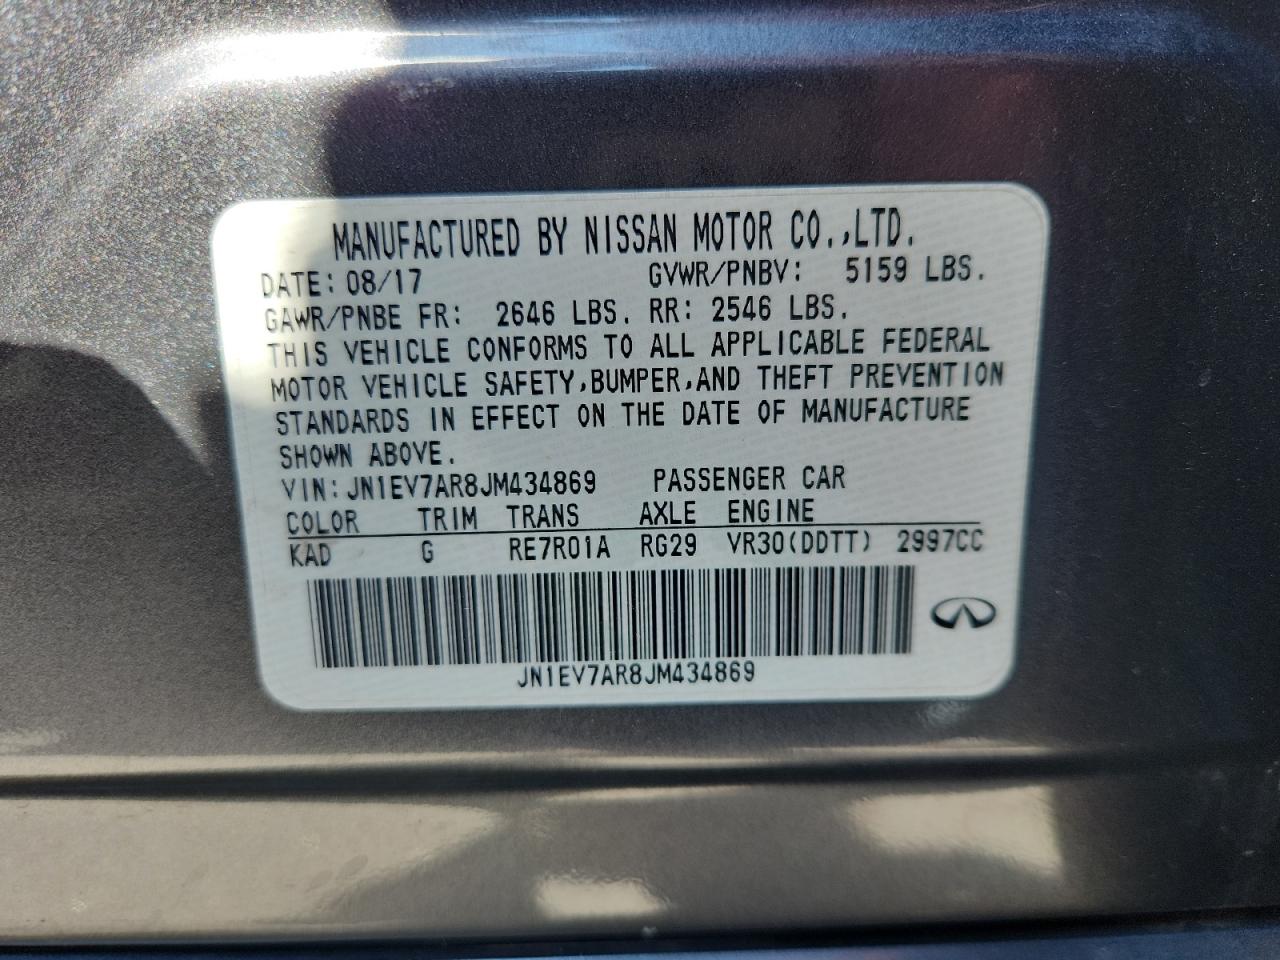 MANUFACTURED BY NISSAN MOTOR CO.,LTD.
DATE: 08/17 GVWR/PNBV: 5159 LBS.
GAWR/PNBE FR: 2646 LBS. RR: 2546 LBS.
THIS VEHICLE CONFORMS TO ALL APPLICABLE FEDERAL
MOTOR VEHICLE SAFETY,BUMPER,AND THEFT PREVENTION
STANDARDS IN EFFECT ON THE DATE OF MANUFACTURE
SHOWN ABOVE.
VIN: JN1EV7AR8JM434869 PASSENGER CAR
COLOR TRIM TRANS AXLE ENGINE
KAD G RE7R01A RG29 VR30(DDTT) 2997CC
JN1EV7AR8JM434869